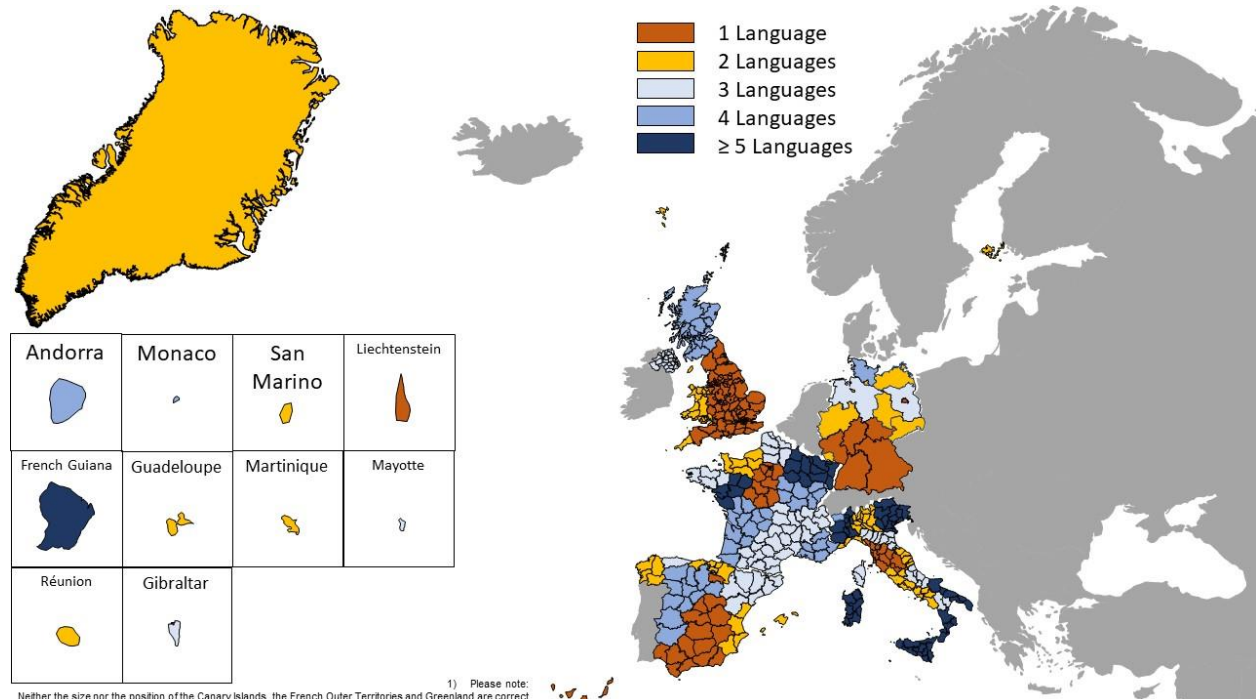 1 Language
2 Languages
3 Languages
4 Languages
≥ 5 Languages
Andorra
Monaco
San
Marino
Liechtenstein
French Guiana
Guadeloupe
Martinique
Mayotte
Réunion
Gibraltar
1) Please note:
Neither the size nor the position of the Canary Islands, the French Outer Territories and Greenland are correct